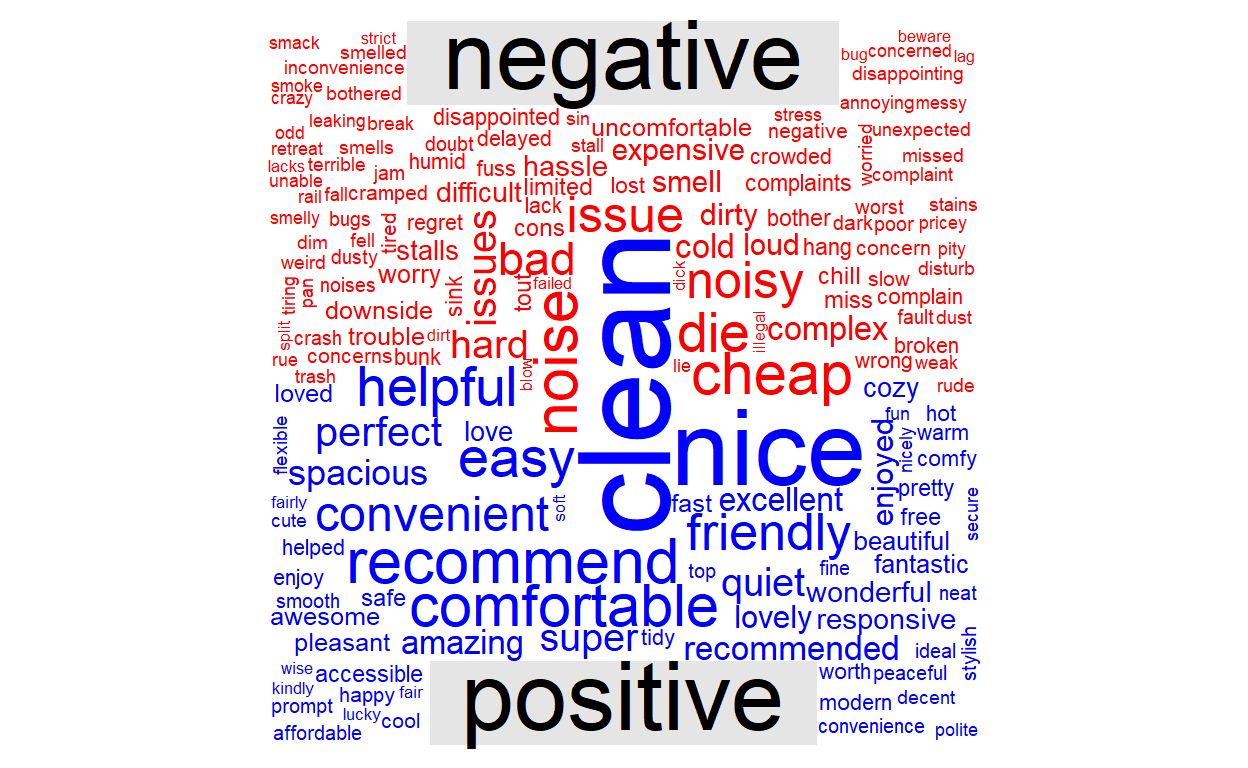 negative
smack strict smelled beware
bug concerned lag
inconvenience disappointing
smoke
crazy bothered annoying messy
leaking break disappointed sin uncomfortable stress negative unexpected
odd
retreat smells doubt delayed stall expensive crowded worried missed
lacks terrible jam humid fuss hassle complaint
unable
rail fall cramped difficult limited lost smell complaints
smelly bugs tired regret issues lack cons issue dirty bother dark poor worst pricey stains
dim fell stalls bad cold loud hang concern pity
weird dusty worry failed dick noisy chill slow disturb
tiring pan noises sink tout miss complain
downside noise die illegal complex fault dust
split crash trouble dirt hard broken
rue concerns bunk blow lie cheap wrong weak
trash rude
loved helpful clean cozy
flexible perfect love nice enjoyed fun hot
nicely warm
spacious easy comfy
fairly convenient soft fast excellent pretty secure
cute free
helped recommend friendly beautiful
enjoy top quiet fine fantastic
smooth safe comfortable wonderful neat
awesome lovely responsive
pleasant amazing super tidy recommended ideal stylish
wise accessible worth peaceful
kindly happy fair modern decent
prompt lucky cool convenience polite
affordable
positive